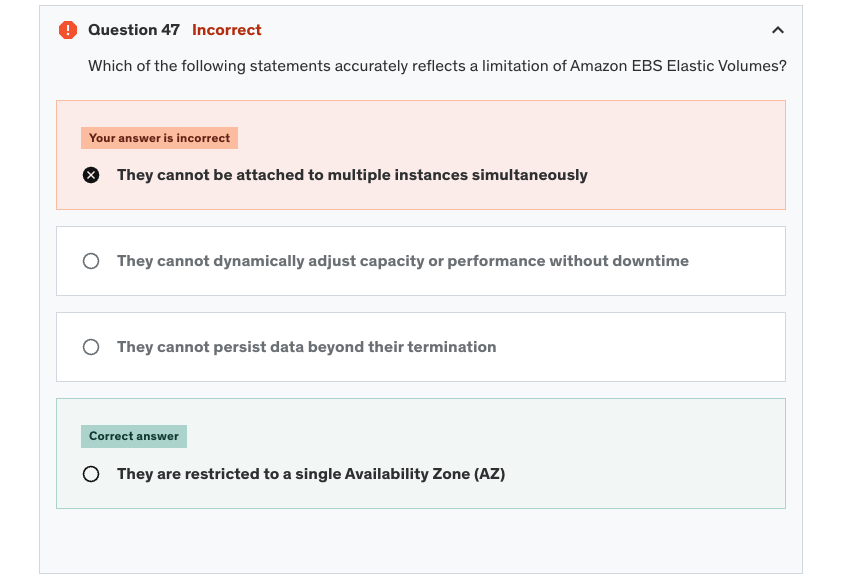 Question 47 Incorrect
Which of the following statements accurately reflects a limitation of Amazon EBS Elastic Volumes?
Your answer is incorrect
They cannot be attached to multiple instances simultaneously
They cannot dynamically adjust capacity or performance without downtime
They cannot persist data beyond their termination
Correct answer
They are restricted to a single Availability Zone (AZ)